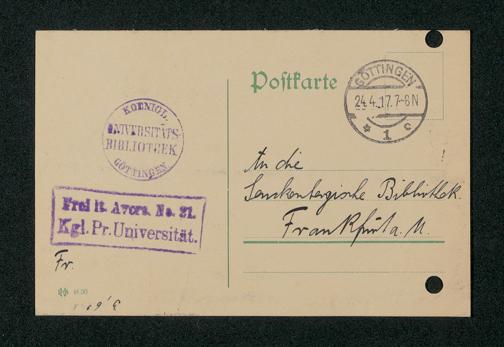 Postkarte
GÖTTINGEN
24.4.17.7-8N
* 1 c
KOENIGL.
UNIVERSITÄTS-
BIBLIOTHEK
GÖTTINGEN
An die
Senckenbergische Bibliothek
Frankfurt a. M.
Frei lt. Avers. No. 21.
Kgl. Pr. Universität.
Fr.